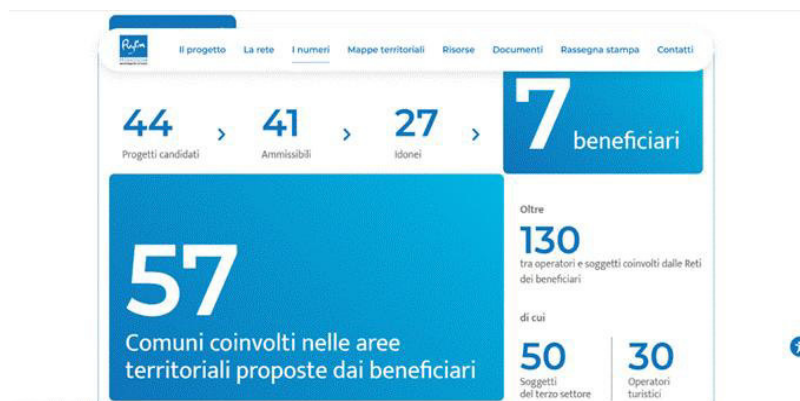 Il progetto
La rete
I numeri
Mappe territoriali
Risorse
Documenti
Rassegna stampa
Contatti
44
Progetti candidati
41
Ammissibili
27
Idonei
7 beneficiari
57
Comuni coinvolti nelle aree
territoriali proposte dai beneficiari
Oltre
130
tra operatori e soggetti coinvolti dalle Reti
dei beneficiari
di cui
50
Soggetti
del terzo settore
30
Operatori
turistici